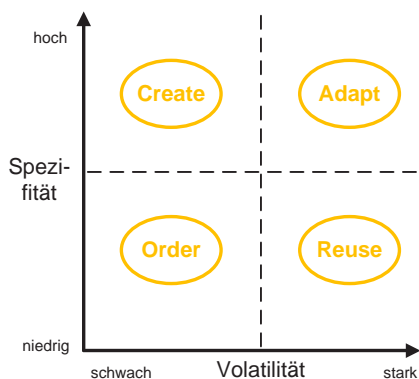 hoch
Create
Adapt
Spezi-
fität
Order
Reuse
niedrig
schwach
Volatilität
stark